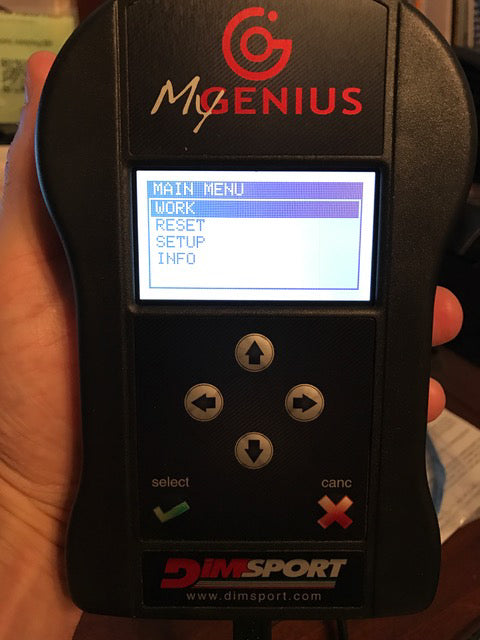 MyGENIUS
MAIN MENU
WORK
RESET
SETUP
INFO
select canc
DIMSPORT
www.dimsport.com